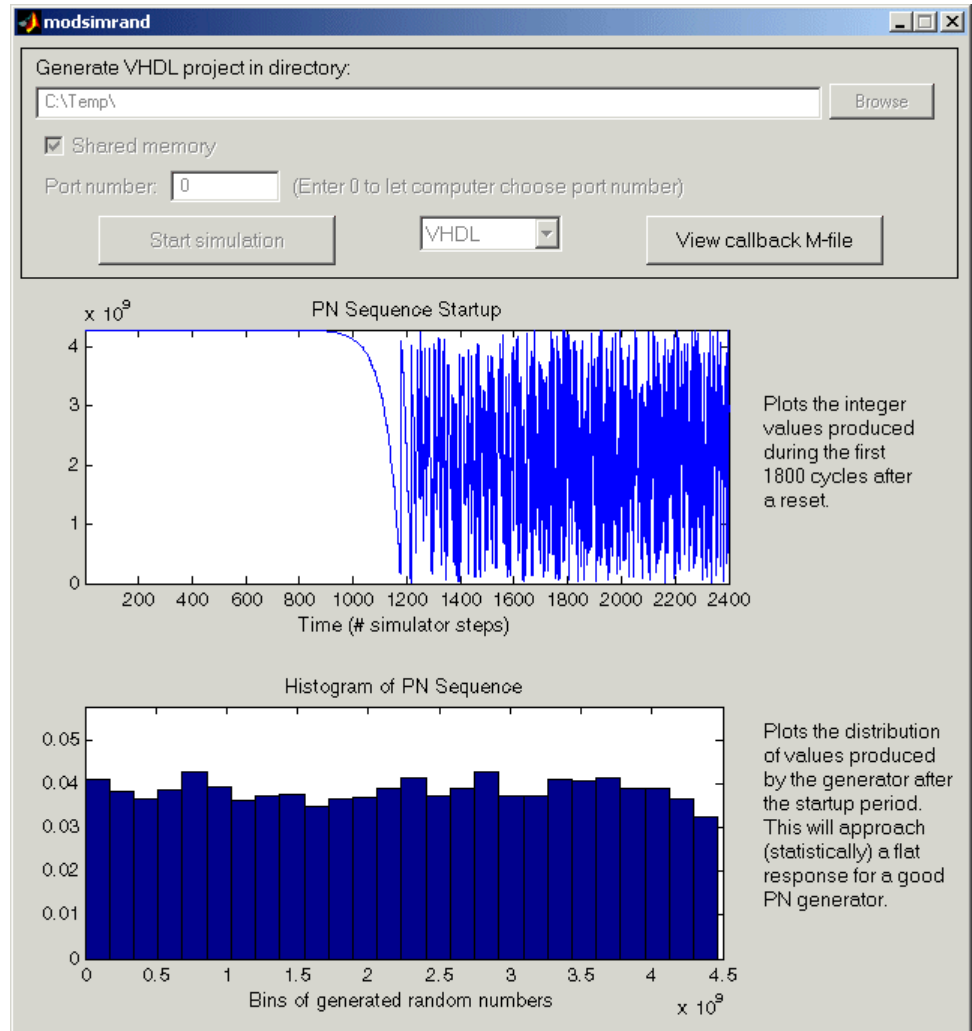 modsimrand
Generate VHDL project in directory:
C:\Temp\
Browse
Shared memory
Port number: 0 (Enter 0 to let computer choose port number)
Start simulation
VHDL
View callback M-file
x 10^9
PN Sequence Startup
4
3
2
1
0
200 400 600 800 1000 1200 1400 1600 1800 2000 2200 2400
Time (# simulator steps)
Plots the integer
values produced
during the first
1800 cycles after
a reset.
Histogram of PN Sequence
0.05
0.04
0.03
0.02
0.01
0
0 0.5 1 1.5 2 2.5 3 3.5 4 4.5
Bins of generated random numbers
x 10^9
Plots the distribution
of values produced
by the generator after
the startup period.
This will approach
(statistically) a flat
response for a good
PN generator.